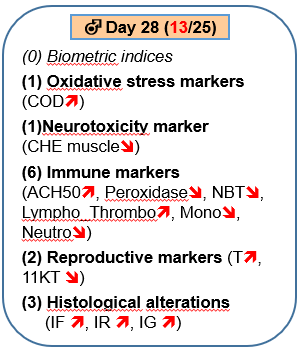 ♂ Day 28 (13/25)
(0) Biometric indices
(1) Oxidative stress markers
(COD↗)
(1)Neurotoxicity marker
(CHE muscle↘)
(6) Immune markers
(ACH50↗, Peroxidase↘, NBT↘,
Lympho_Thrombo↗, Mono↘,
Neutro↘)
(2) Reproductive markers (T↗,
11KT ↘)
(3) Histological alterations
(IF ↗, IR ↗, IG ↗)